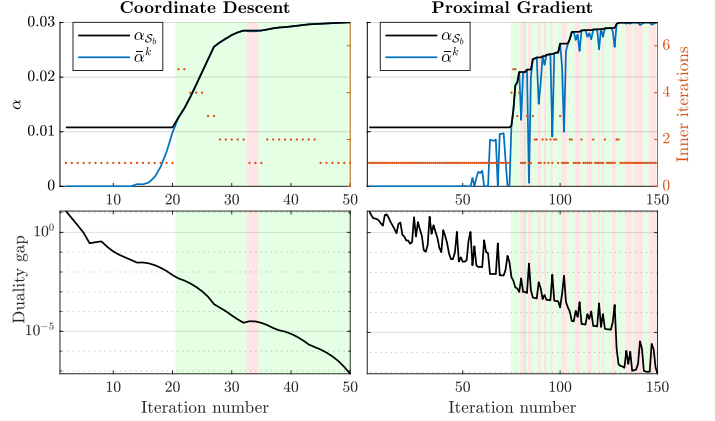 Coordinate Descent
Proximal Gradient
0.03
0.02
0.01
0
α
α_{S_b}
ᾱ^k
10
20
30
40
50
α_{S_b}
ᾱ^k
50
100
150
6
4
2
0
Inner iterations
Duality gap
10^0
10^{-5}
10
20
30
40
50
Iteration number
50
100
150
Iteration number